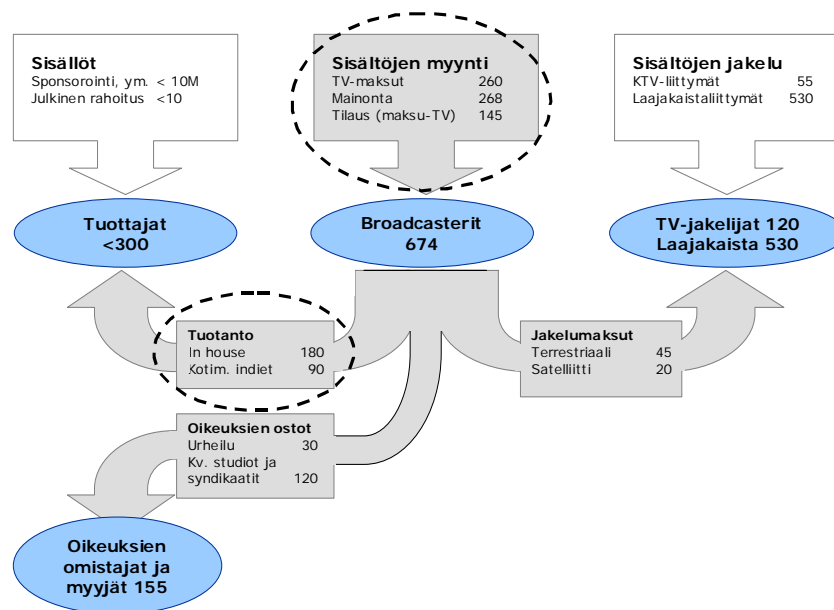 Sisällöt
Sponsorointi, ym. < 10M
Julkinen rahoitus <10
Sisältöjen myynti
TV-maksut 260
Mainonta 268
Tilaus (maksu-TV) 145
Sisältöjen jakelu
KTV-liittymät 55
Laajakaistaliittymät 530
Tuottajat
<300
Broadcasterit
674
TV-jakelijat 120
Laajakaista 530
Tuotanto
In house 180
Kotim. indiet 90
Jakelumaksut
Terrestriaali 45
Satelliitti 20
Oikeuksien ostot
Urheilu 30
Kv. studiot ja
syndikaatit 120
Oikeuksien
omistajat ja
myyjät 155